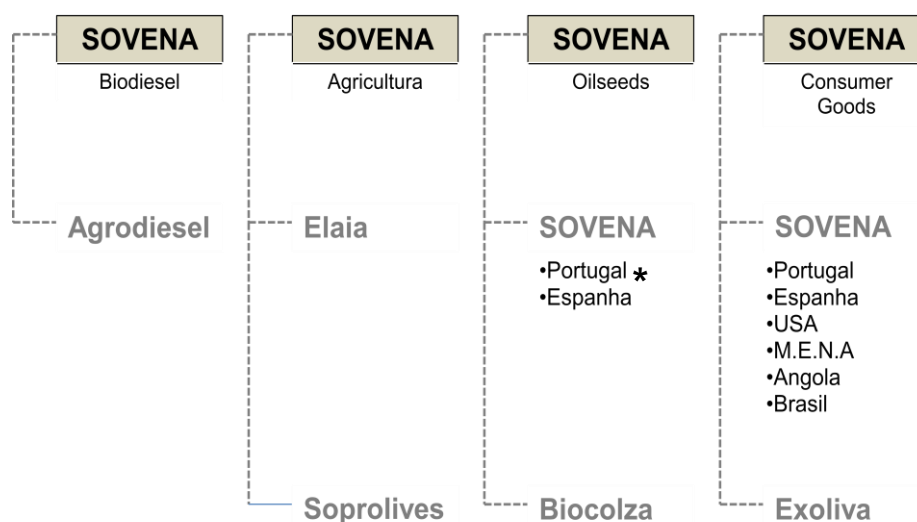 SOVENA
Biodiesel
Agrodiesel
SOVENA
Agricultura
Elaia
Soprolives
SOVENA
Oilseeds
SOVENA
•Portugal *
•Espanha
Biocolza
SOVENA
Consumer
Goods
SOVENA
•Portugal
•Espanha
•USA
•M.E.N.A
•Angola
•Brasil
Exoliva